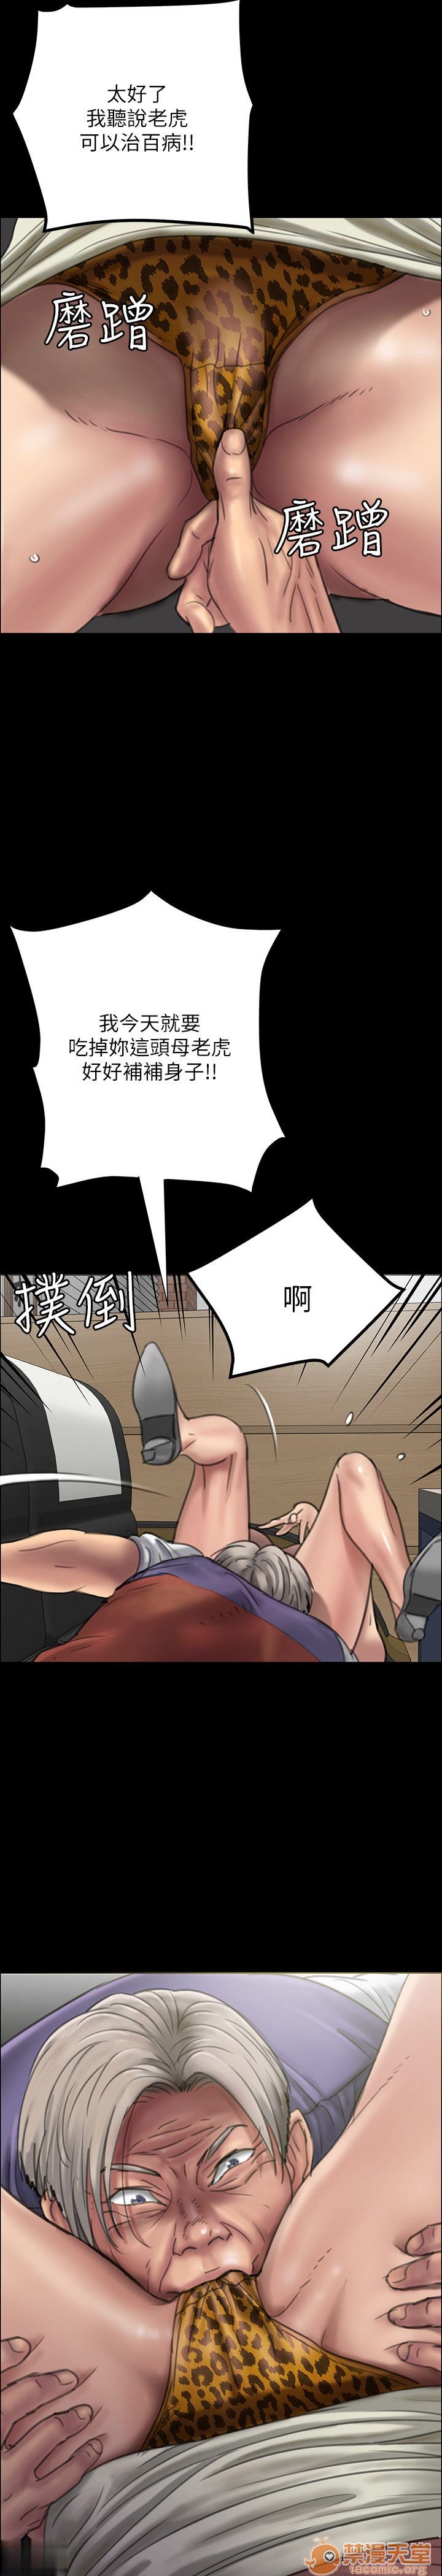 太好了
我聽說老虎
可以治百病!!
磨蹭
磨蹭
我今天就要
吃掉妳這頭母老虎
好好補補身子!!
撲倒
啊
禁漫天堂
18comic.org